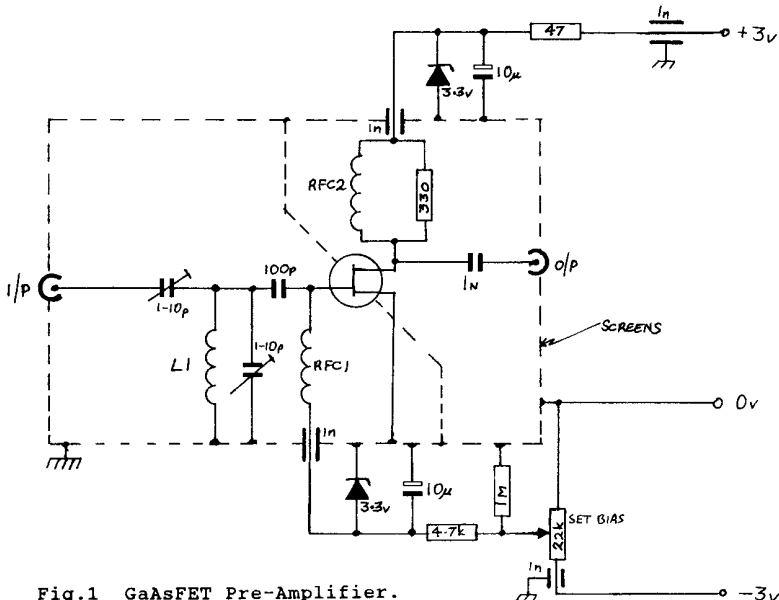 1n
47
+3v
3.3v
10µ
1n
RFC2
330
I/P
1-10p
100p
1N
O/P
SCREENS
L1
1-10p
RFC1
1n
0v
3.3v
10µ
4.7k
1M
22k
SET BIAS
1n
-3v
Fig.1 GaAsFET Pre-Amplifier.